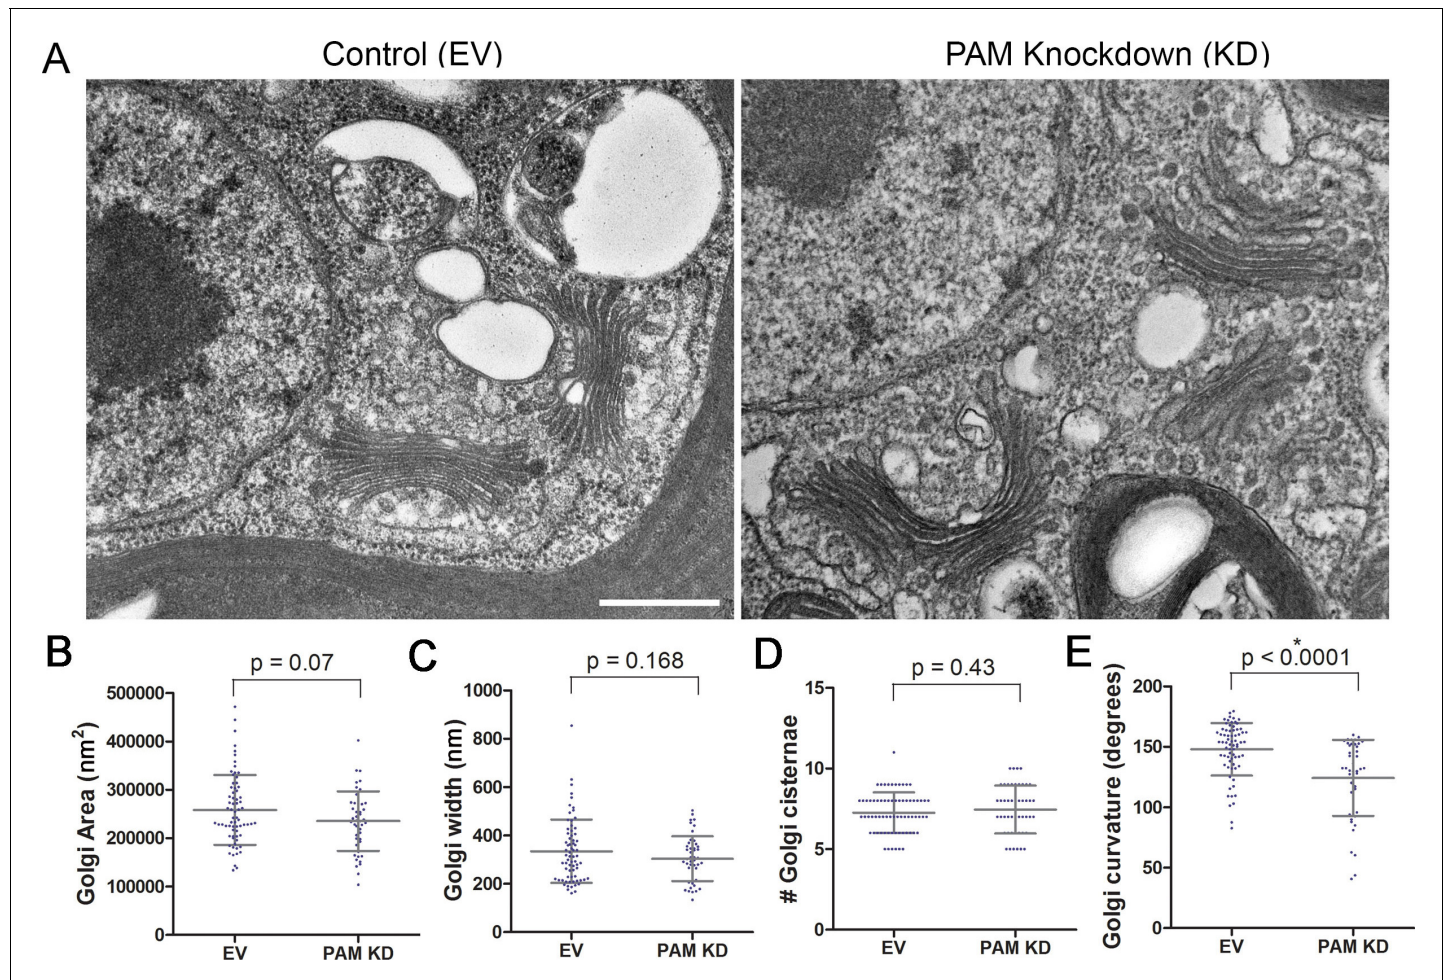 A
Control (EV)
PAM Knockdown (KD)
B
p = 0.07
Golgi Area (nm²)
500000
400000
300000
200000
100000
0
EV
PAM KD
C
p = 0.168
Golgi width (nm)
1000
800
600
400
200
0
EV
PAM KD
D
p = 0.43
# Golgi cisternae
15
10
5
0
EV
PAM KD
E
*
p < 0.0001
Golgi curvature (degrees)
200
150
100
50
0
EV
PAM KD